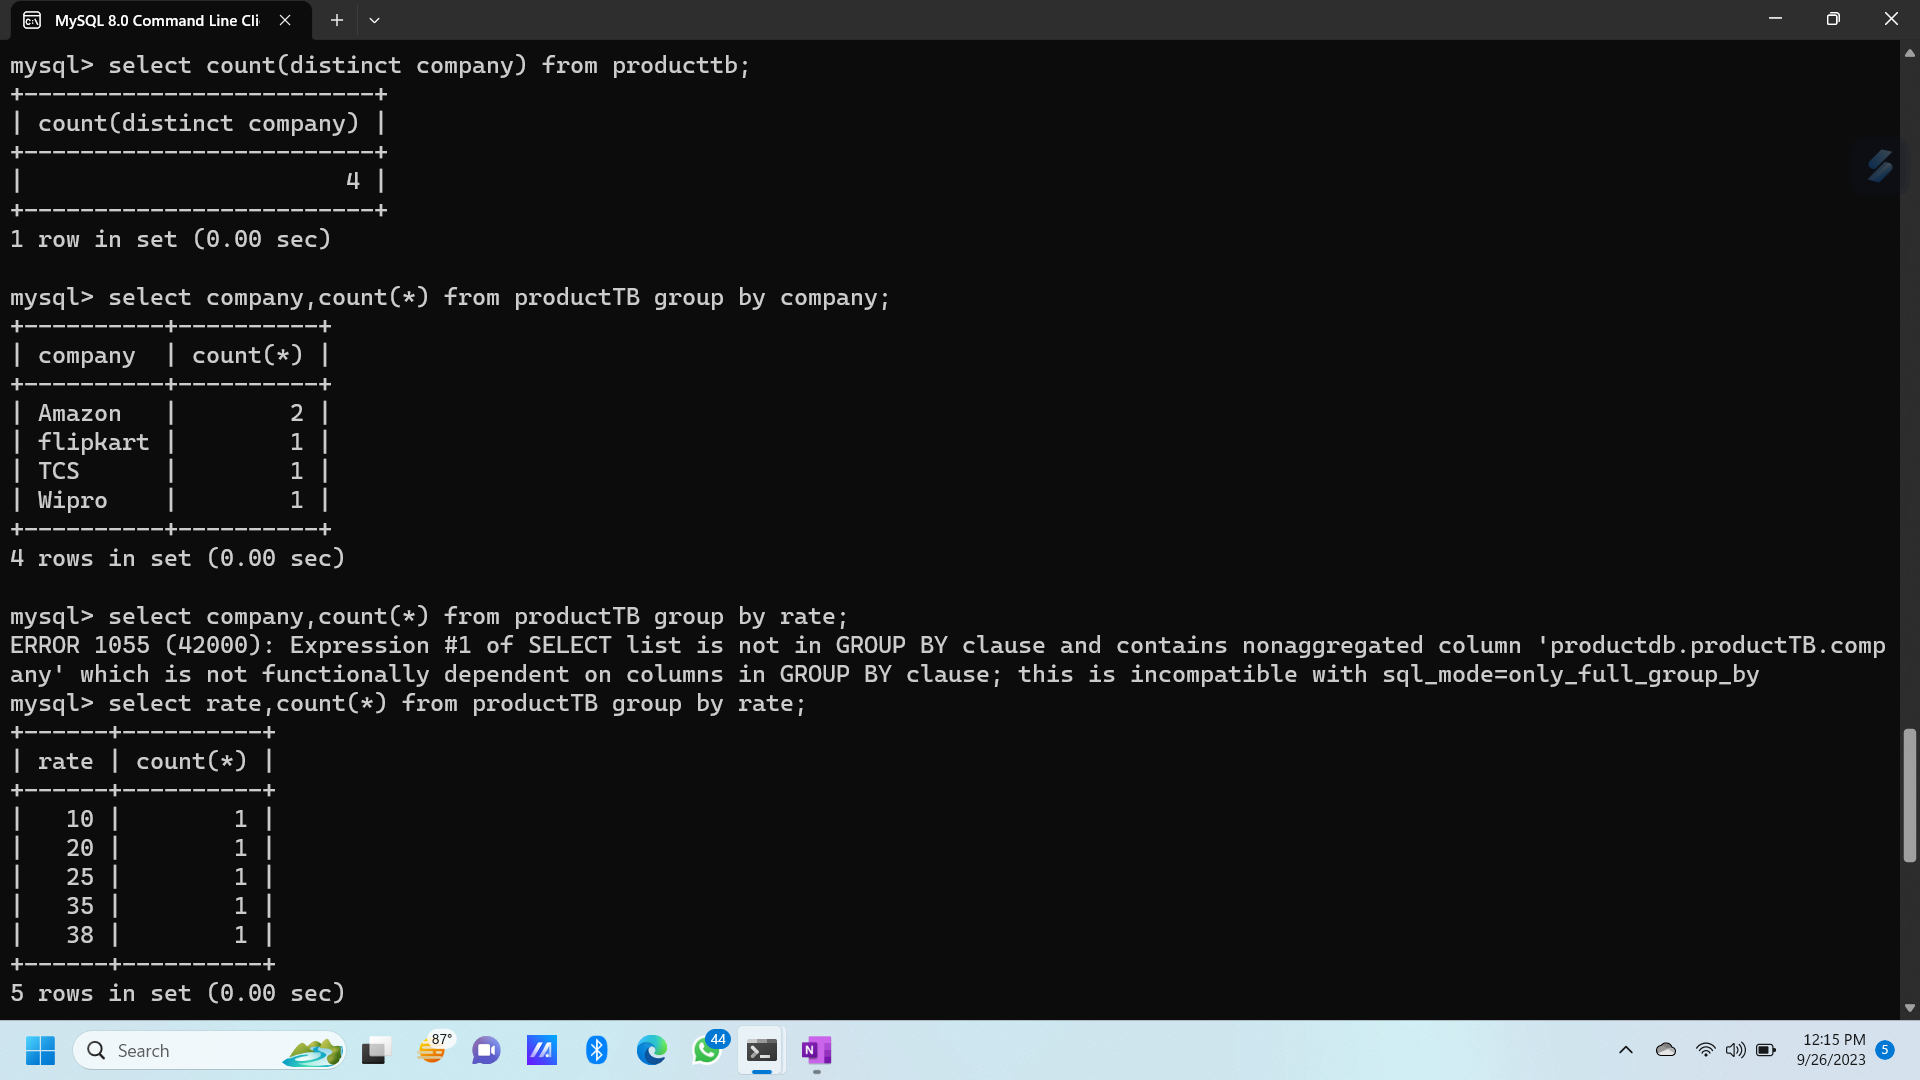 MySQL 8.0 Command Line Cli
mysql> select count(distinct company) from producttb;
+-------------------------+
| count(distinct company) |
+-------------------------+
|                       4 |
+-------------------------+
1 row in set (0.00 sec)
mysql> select company,count(*) from productTB group by company;
+----------+----------+
| company  | count(*) |
+----------+----------+
| Amazon   |        2 |
| flipkart |        1 |
| TCS      |        1 |
| Wipro    |        1 |
+----------+----------+
4 rows in set (0.00 sec)
mysql> select company,count(*) from productTB group by rate;
ERROR 1055 (42000): Expression #1 of SELECT list is not in GROUP BY clause and contains nonaggregated column 'productdb.productTB.comp
any' which is not functionally dependent on columns in GROUP BY clause; this is incompatible with sql_mode=only_full_group_by
mysql> select rate,count(*) from productTB group by rate;
+------+----------+
| rate | count(*) |
+------+----------+
|   10 |        1 |
|   20 |        1 |
|   25 |        1 |
|   35 |        1 |
|   38 |        1 |
+------+----------+
5 rows in set (0.00 sec)
Search
87°
44
N
12:15 PM
9/26/2023
5